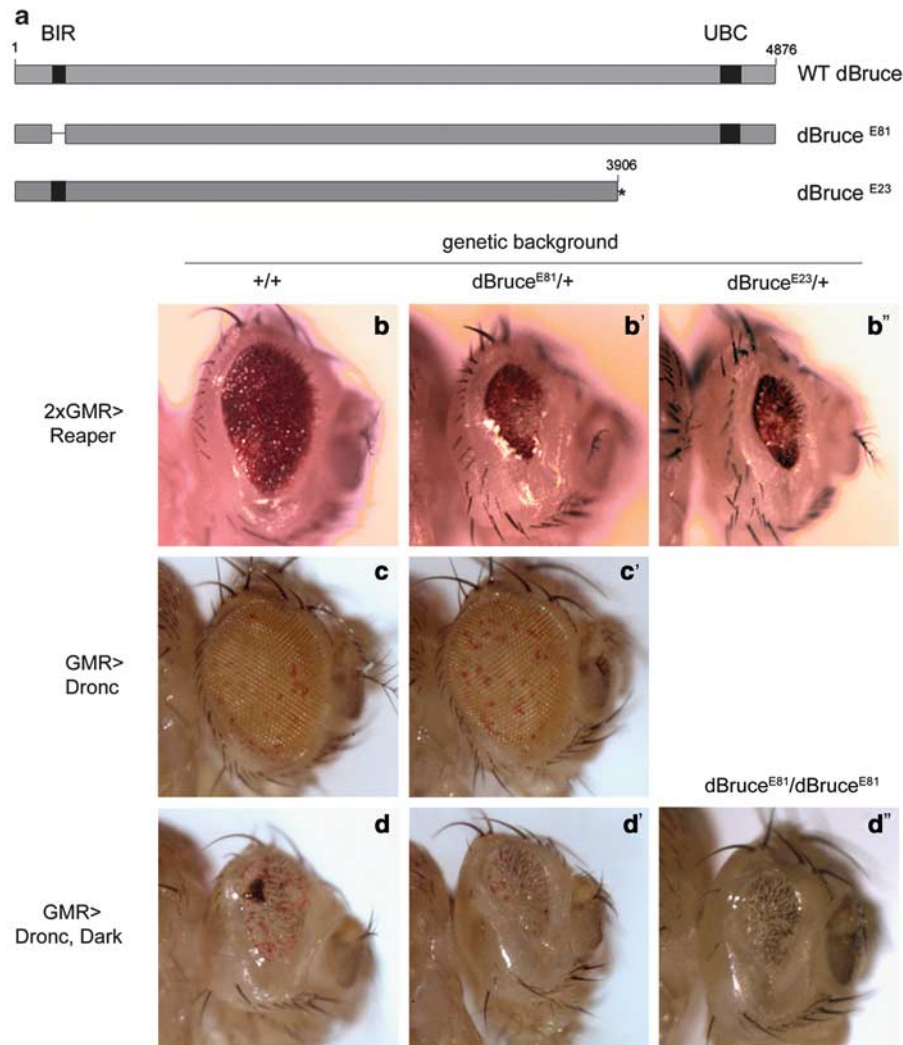 a
BIR UBC
1 4876
WT dBruce
dBruce E81
3906
* dBruce E23
genetic background
+/+ dBruceE81/+ dBruceE23/+
2xGMR>
Reaper
b b' b"
GMR>
Dronc
c c'
dBruceE81/dBruceE81
GMR>
Dronc, Dark
d d' d"